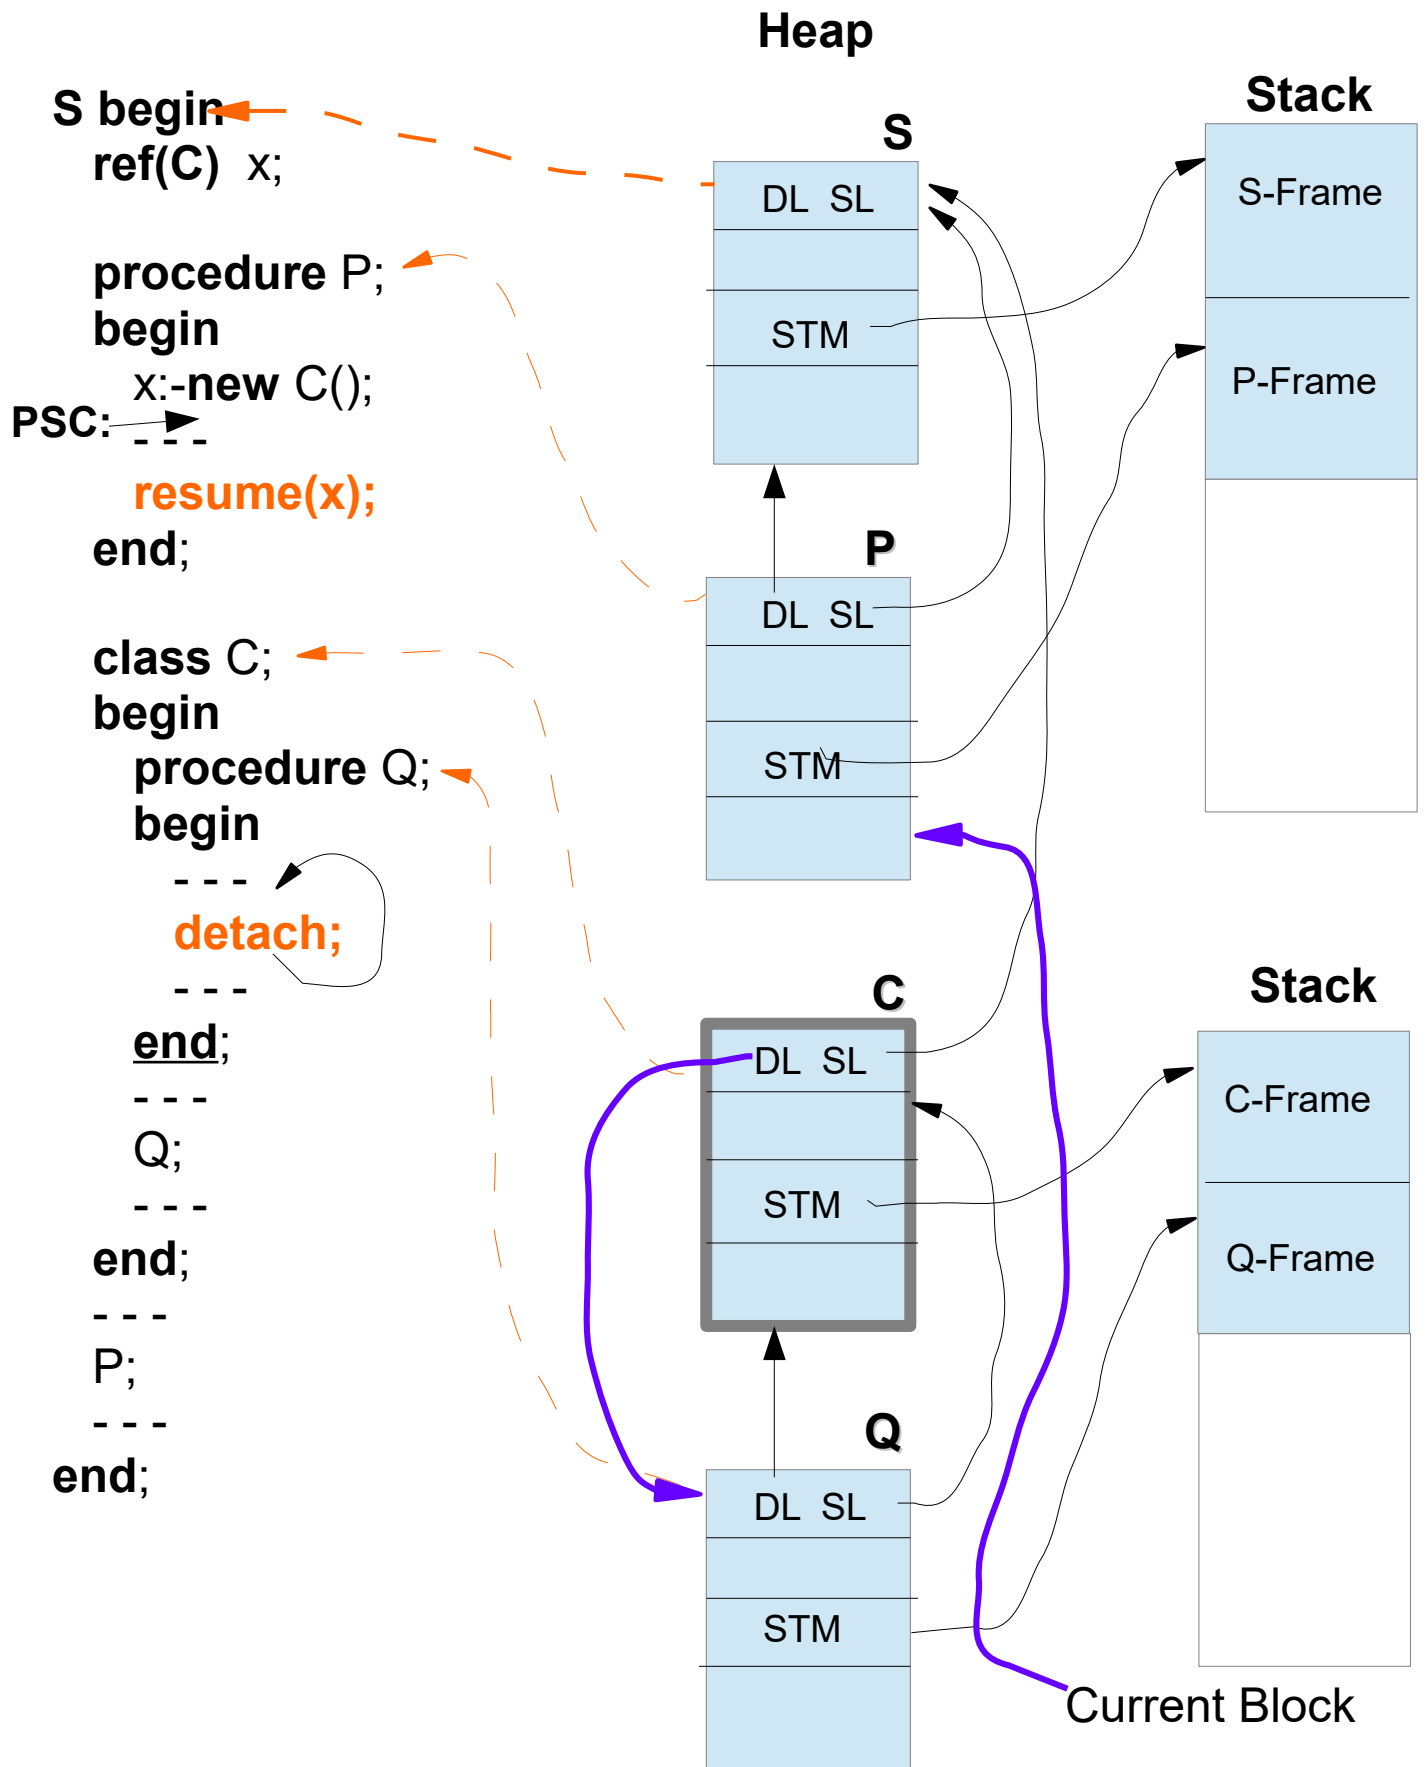 Heap
S begin
ref(C) x;
procedure P;
begin
x:-new C();
PSC:
- - -
resume(x);
end;
class C;
begin
procedure Q;
begin
- - -
detach;
- - -
end;
- - -
Q;
- - -
end;
- - -
P;
- - -
end;
S
DL SL
STM
P
DL SL
STM
C
DL SL
STM
Q
DL SL
STM
Stack
S-Frame
P-Frame
Stack
C-Frame
Q-Frame
Current Block